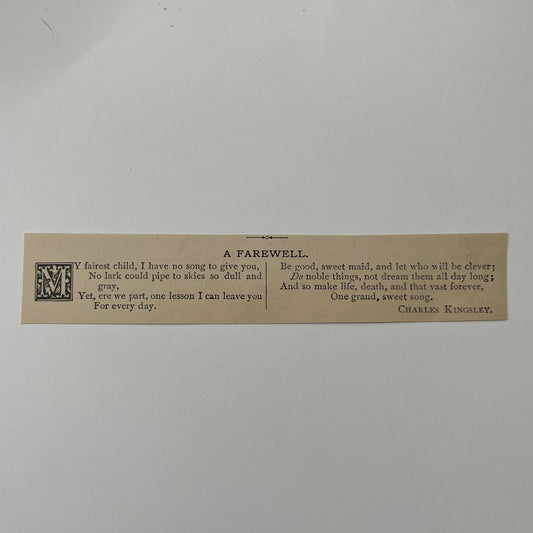 A FAREWELL.
MY fairest child, I have no song to give you,
No lark could pipe to skies so dull and
gray,
Yet, ere we part, one lesson I can leave you
For every day.
Be good, sweet maid, and let who will be clever;
Do noble things, not dream them all day long;
And so make life, death, and that vast forever,
One grand, sweet song.
CHARLES KINGSLEY.